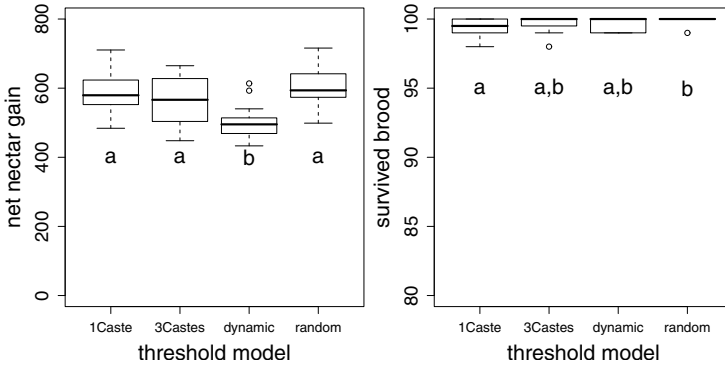 800
600
400
200
0
net nectar gain
a a b a
1Caste 3Castes dynamic random
threshold model
100
95
90
85
80
survived brood
a a,b a,b b
1Caste 3Castes dynamic random
threshold model